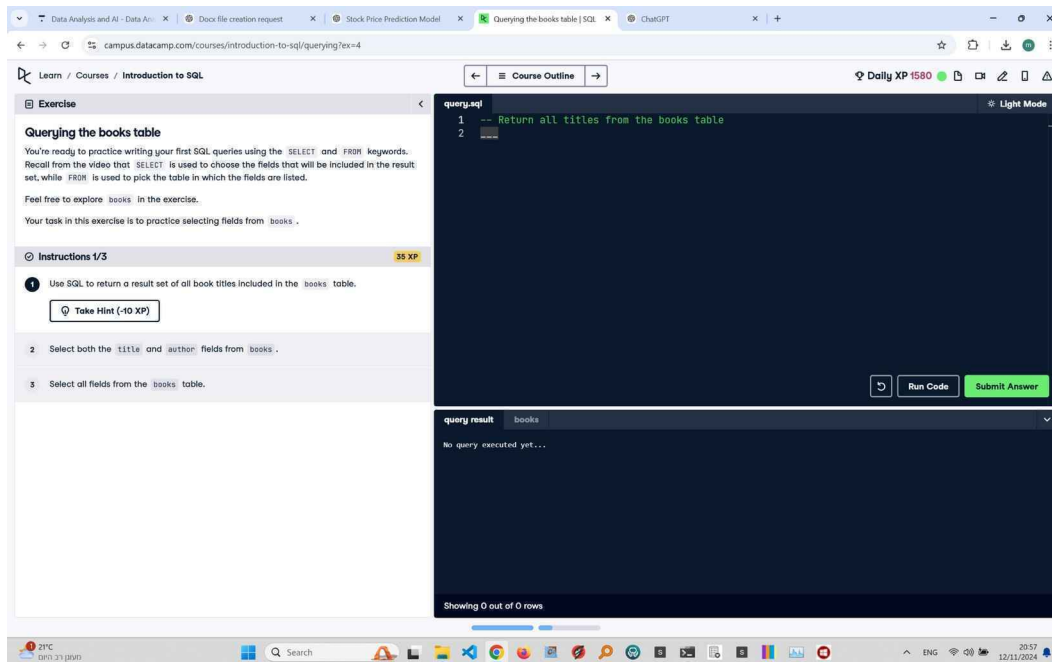 Data Analysis and AI - Data An
Docx file creation request
Stock Price Prediction Model
Querying the books table | SQL
ChatGPT
campus.datacamp.com/courses/introduction-to-sql/querying?ex=4
Learn / Courses / Introduction to SQL
Course Outline
Daily XP 1580
Exercise
Querying the books table
You're ready to practice writing your first SQL queries using the SELECT and FROM keywords.
Recall from the video that SELECT is used to choose the fields that will be included in the result
set, while FROM is used to pick the table in which the fields are listed.
Feel free to explore books in the exercise.
Your task in this exercise is to practice selecting fields from books .
Instructions 1/3
35 XP
1 Use SQL to return a result set of all book titles included in the books table.
Take Hint (-10 XP)
2 Select both the title and author fields from books .
3 Select all fields from the books table.
query.sql
Light Mode
1 -- Return all titles from the books table
2 ___
Run Code
Submit Answer
query result books
No query executed yet...
Showing 0 out of 0 rows
21°C
מעונן רב היום
Search
ENG
20:57
12/11/2024